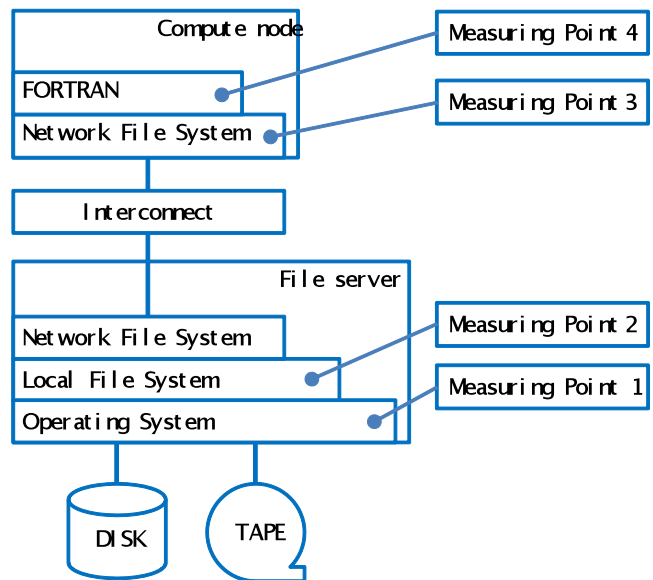 Compute node
Measuring Point 4
FORTRAN
Measuring Point 3
Network File System
Interconnect
File server
Measuring Point 2
Network File System
Local File System
Measuring Point 1
Operating System
DISK
TAPE